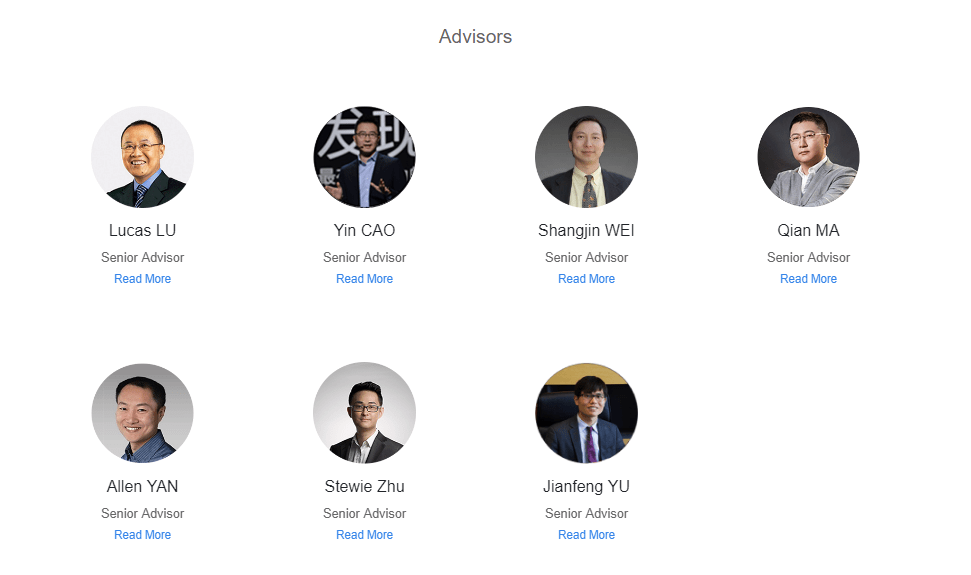 Advisors
发现
Lucas LU
Yin CAO
Shangjin WEI
Qian MA
Senior Advisor
Senior Advisor
Senior Advisor
Senior Advisor
Read More
Read More
Read More
Read More
Allen YAN
Stewie Zhu
Jianfeng YU
Senior Advisor
Senior Advisor
Senior Advisor
Read More
Read More
Read More